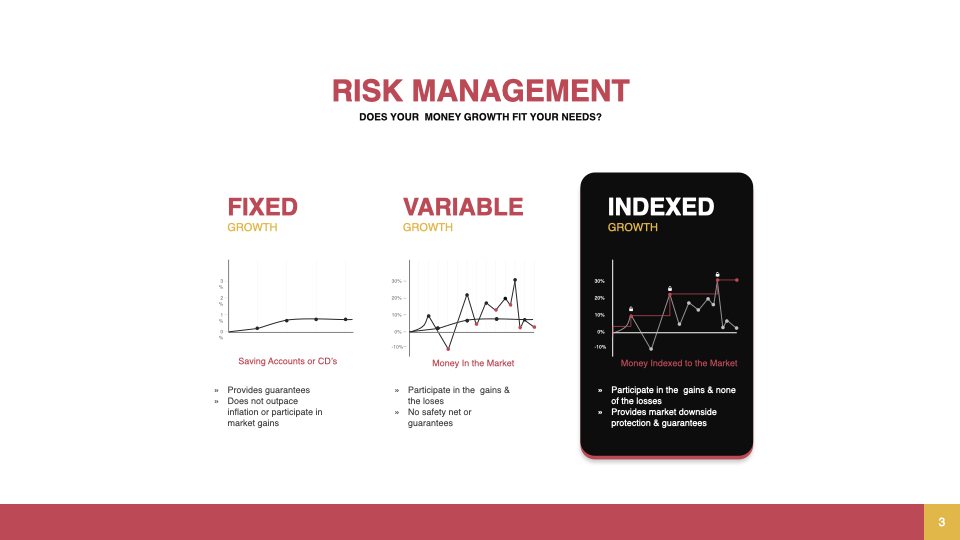 RISK MANAGEMENT
DOES YOUR  MONEY GROWTH FIT YOUR NEEDS?
FIXED
GROWTH
3
%
2
%
1
%
0
%
Saving Accounts or CD's
» Provides guarantees
» Does not outpace
inflation or participate in
market gains
VARIABLE
GROWTH
30%
20%
10%
0%
-10%
Money In the Market
» Participate in the  gains &
the loses
» No safety net or
guarantees
INDEXED
GROWTH
30%
20%
10%
0%
-10%
Money Indexed to the Market
» Participate in the  gains & none
of the losses
» Provides market downside
protection & guarantees
3